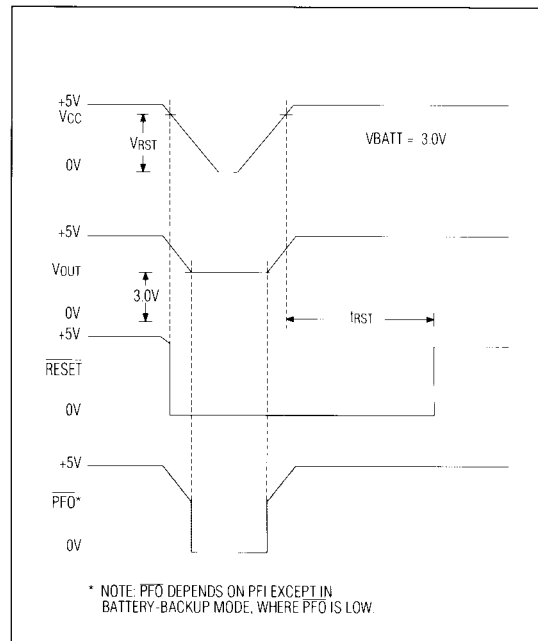 +5V
VCC
VRST
VBATT = 3.0V
0V
+5V
VOUT
3.0V
0V
tRST
+5V
RESET
0V
+5V
PFO*
0V
* NOTE: PFO DEPENDS ON PFI EXCEPT IN
BATTERY-BACKUP MODE, WHERE PFO IS LOW.